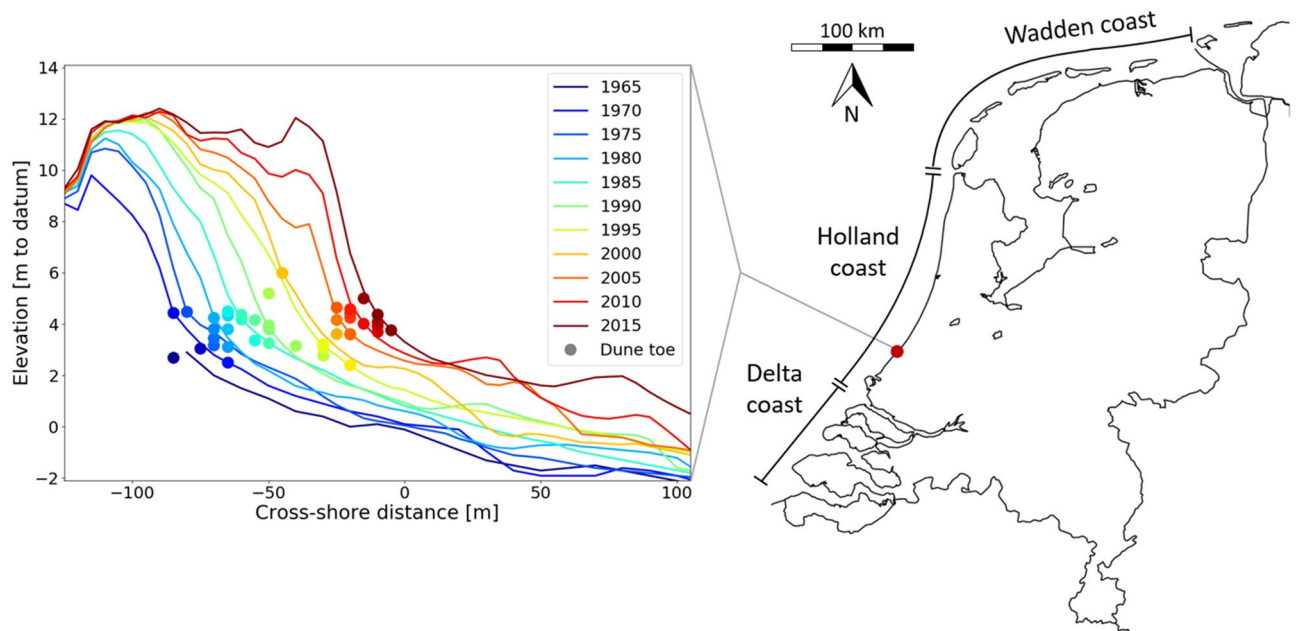 14
12
10
8
6
4
2
0
−2
Elevation [m to datum]
−100
−50
0
50
100
Cross-shore distance [m]
1965
1970
1975
1980
1985
1990
1995
2000
2005
2010
2015
Dune toe
100 km
N
Wadden coast
Holland
coast
Delta
coast